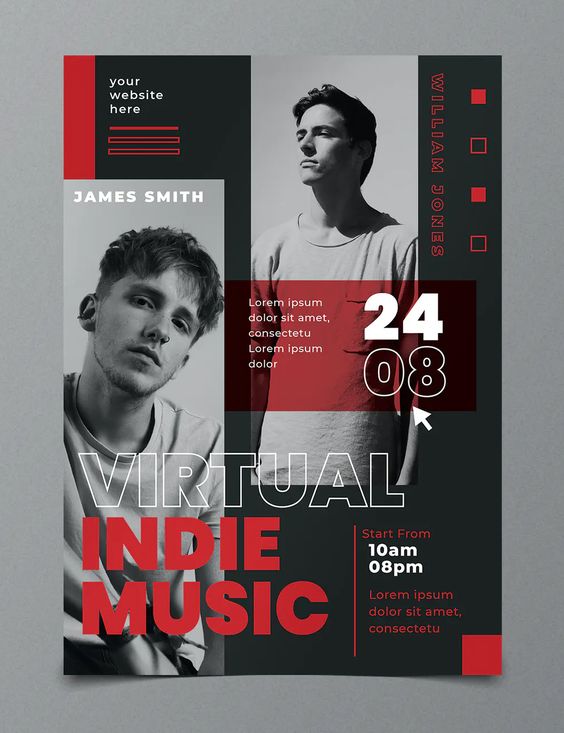 your
website
here
WILLIAM JONES
JAMES SMITH
Lorem ipsum
dolor sit amet,
consectetu
Lorem ipsum
dolor
24
08
VIRTUAL
INDIE
MUSIC
Start From
10am
08pm
Lorem ipsum
dolor sit amet,
consectetu